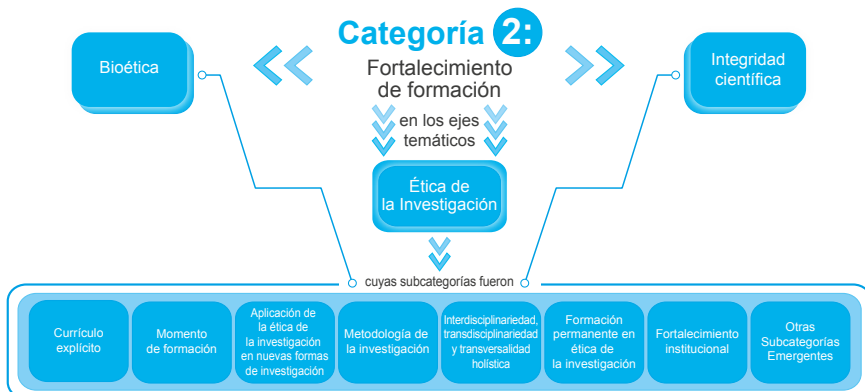 Categoría 2:
Fortalecimiento
de formación
en los ejes
temáticos
Bioética
Integridad
científica
Ética de
la Investigación
cuyas subcategorías fueron
Currículo
explícito
Momento
de formación
Aplicación de
la ética de
la investigación
en nuevas formas
de investigación
Metodología de
la investigación
Interdisciplinariedad,
transdisciplinariedad
y transversalidad
holística
Formación
permanente en
ética de
la investigación
Fortalecimiento
institucional
Otras
Subcategorías
Emergentes